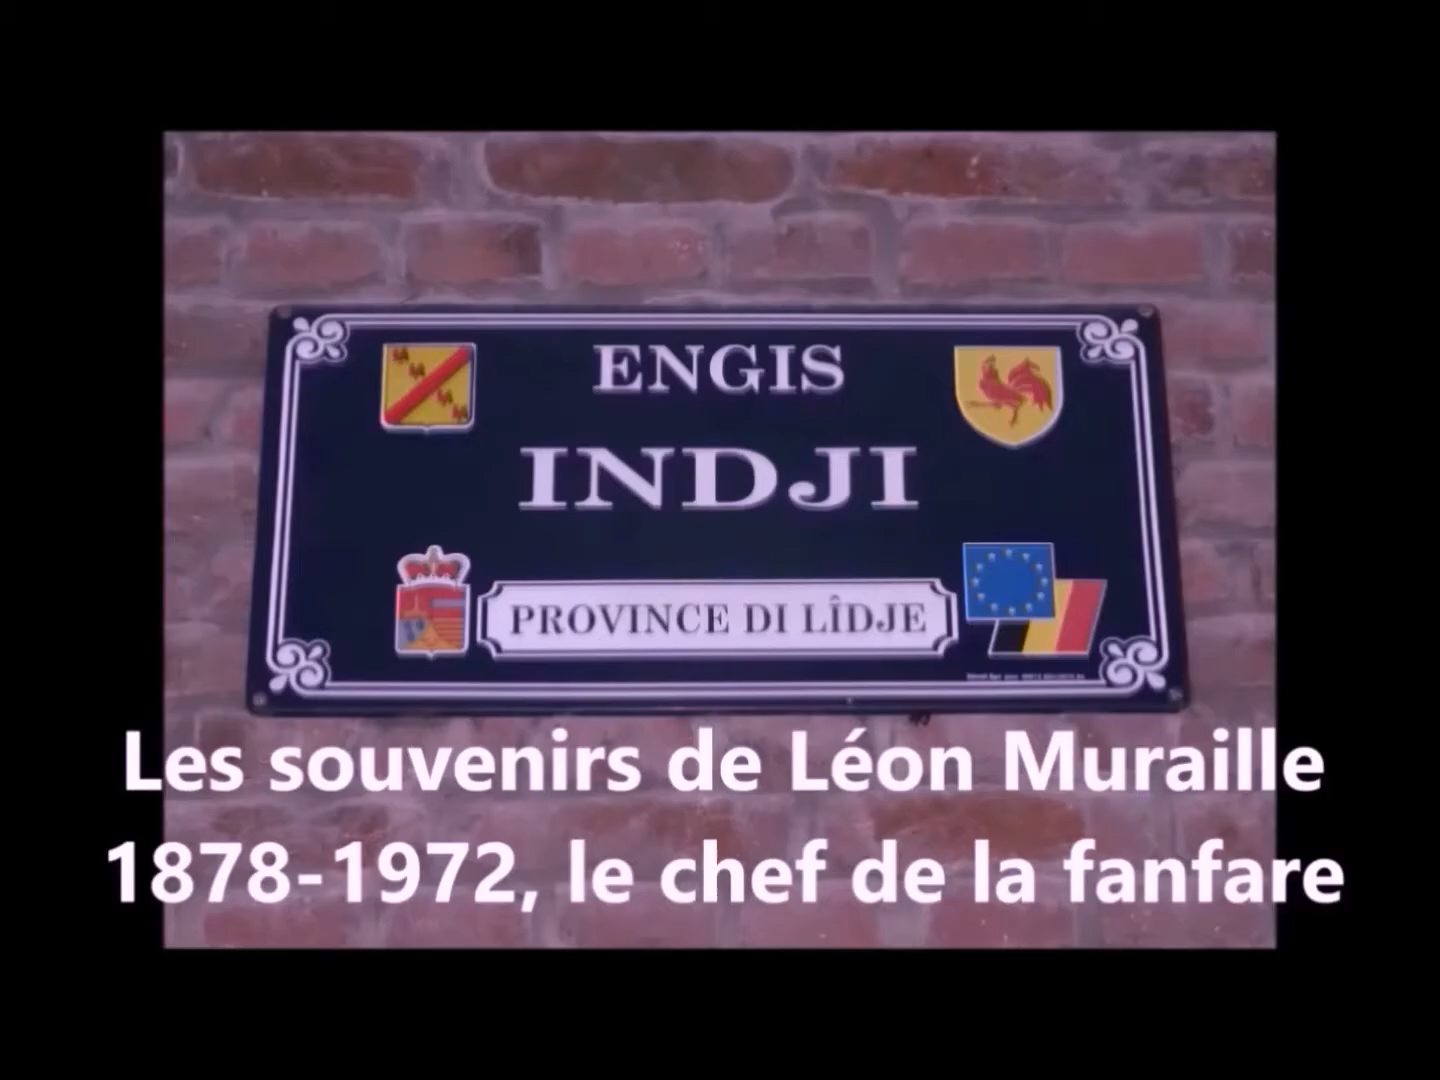 ENGIS
INDJI
PROVINCE DI LÎDJE
Les souvenirs de Léon Muraille
1878-1972, le chef de la fanfare